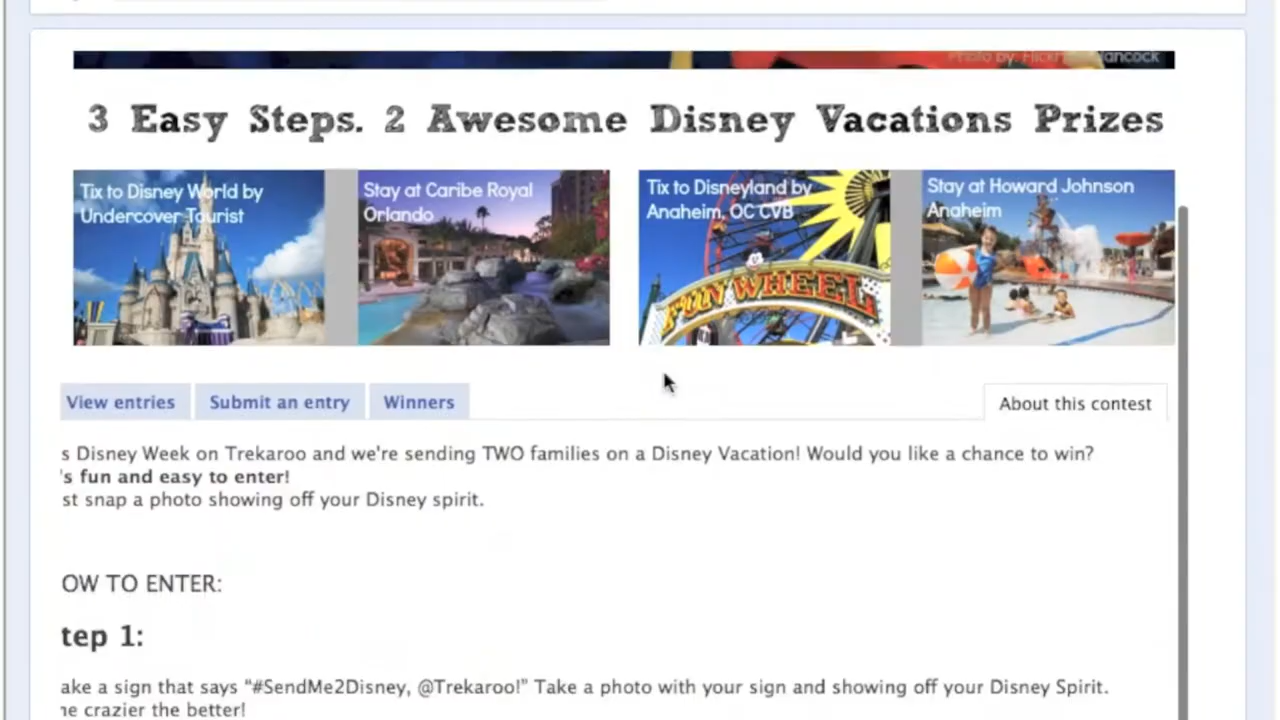 Photo by: Flickr
3 Easy Steps. 2 Awesome Disney Vacations Prizes
Tix to Disney World by
Undercover Tourist
Stay at Caribe Royal
Orlando
Tix to Disneyland by
Anaheim, OC CVB
Stay at Howard Johnson
Anaheim
FUN WHEEL
View entries
Submit an entry
Winners
About this contest
s Disney Week on Trekaroo and we're sending TWO families on a Disney Vacation! Would you like a chance to win?
's fun and easy to enter!
st snap a photo showing off your Disney spirit.
OW TO ENTER:
tep 1:
ake a sign that says "#SendMe2Disney, @Trekaroo!" Take a photo with your sign and showing off your Disney Spirit.
he crazier the better!